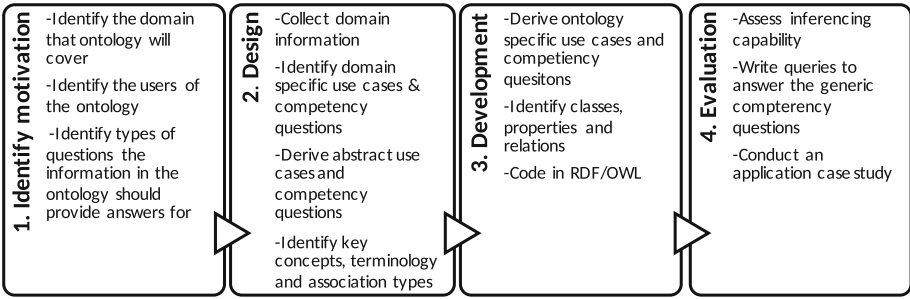 1. Identify motivation
-Identify the domain
that ontology will
cover
-Identify the users of
the ontology
-Identify types of
questions the
information in the
ontology should
provide answers for
2. Design
-Collect domain
information
-Identify domain
specific use cases &
competency
questions
-Derive abstract use
cases and
competency
questions
-Identify key
concepts, terminology
and association types
3. Development
-Derive ontology
specific use cases and
competiency
quesitons
-Identify classes,
properties and
relations
-Code in RDF/OWL
4. Evaluation
-Assess inferencing
capability
-Write queries to
answer the generic
compterency
questions
-Conduct an
application case study